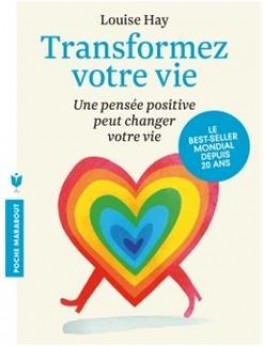 Louise Hay
Transformez
votre vie
Une pensée positive
peut changer
votre vie
LE
BEST-SELLER
MONDIAL
DEPUIS
20 ANS
POCHE MARABOUT